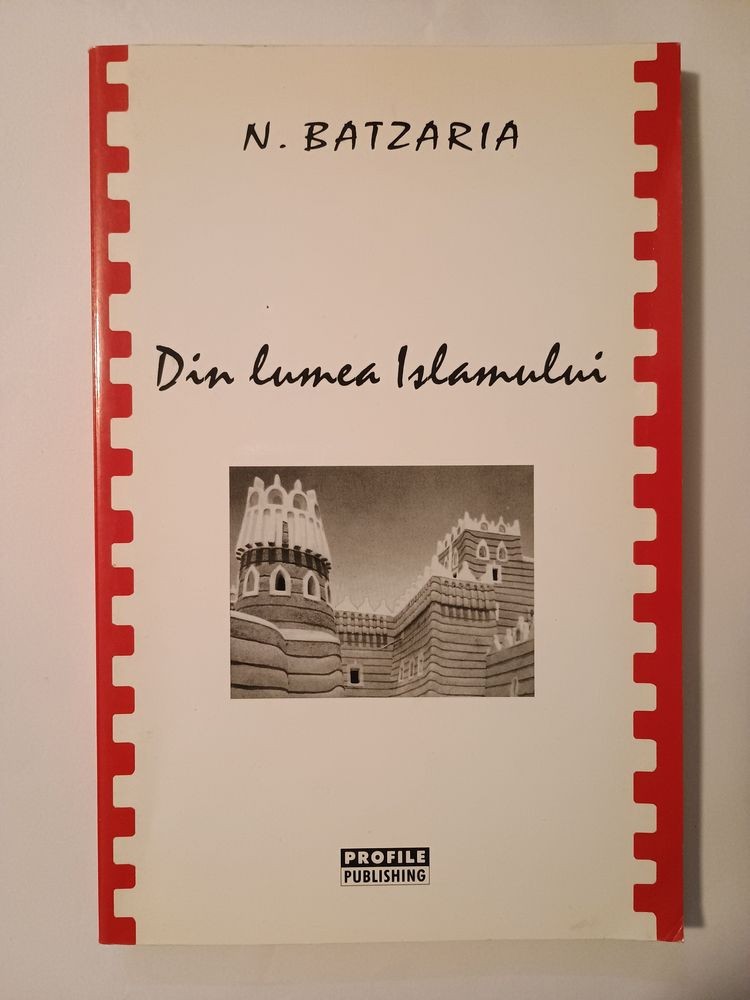 N. BATZARIA
Din lumea Islamului
PROFILE
PUBLISHING